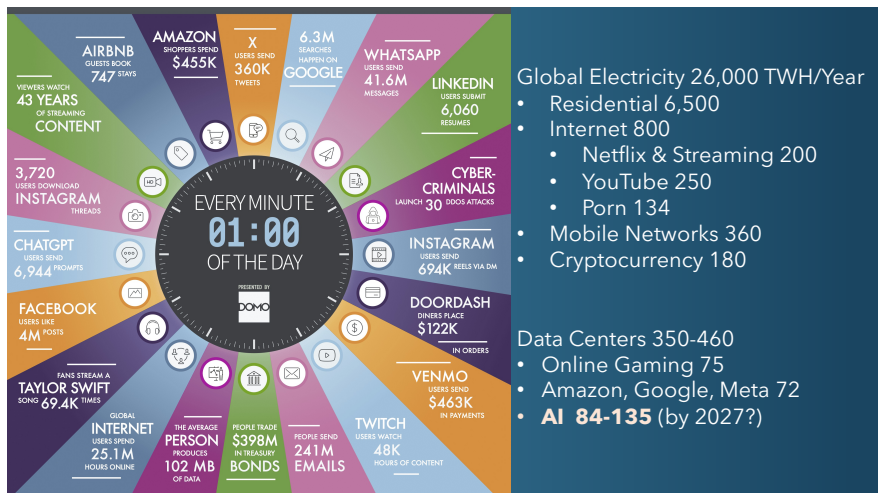 AIRBNB
GUESTS BOOK
747 STAYS
AMAZON
SHOPPERS SPEND
$455K
X
USERS SEND
360K
TWEETS
6.3M
SEARCHES
HAPPEN ON
GOOGLE
WHATSAPP
USERS SEND
41.6M
MESSAGES
LINKEDIN
USERS SUBMIT
6,060
RESUMES
CYBER-
CRIMINALS
LAUNCH 30 DDOS ATTACKS
INSTAGRAM
USERS SEND
694K REELS VIA DM
DOORDASH
DINERS PLACE
$122K
IN ORDERS
VENMO
USERS SEND
$463K
IN PAYMENTS
TWITCH
USERS WATCH
48K
HOURS OF CONTENT
PEOPLE SEND
241M
EMAILS
PEOPLE TRADE
$398M
IN TREASURY
BONDS
THE AVERAGE
PERSON
PRODUCES
102 MB
OF DATA
GLOBAL
INTERNET
USERS SPEND
25.1M
HOURS ONLINE
FANS STREAM A
TAYLOR SWIFT
SONG 69.4K TIMES
FACEBOOK
USERS LIKE
4M POSTS
CHATGPT
USERS SEND
6,944 PROMPTS
3,720
USERS DOWNLOAD
INSTAGRAM
THREADS
VIEWERS WATCH
43 YEARS
OF STREAMING
CONTENT
HD
EVERY MINUTE
01:00
OF THE DAY
PRESENTED BY
DOMO
Global Electricity 26,000 TWH/Year
• Residential 6,500
• Internet 800
• Netflix & Streaming 200
• YouTube 250
• Porn 134
• Mobile Networks 360
• Cryptocurrency 180
Data Centers 350-460
• Online Gaming 75
• Amazon, Google, Meta 72
• AI 84-135 (by 2027?)